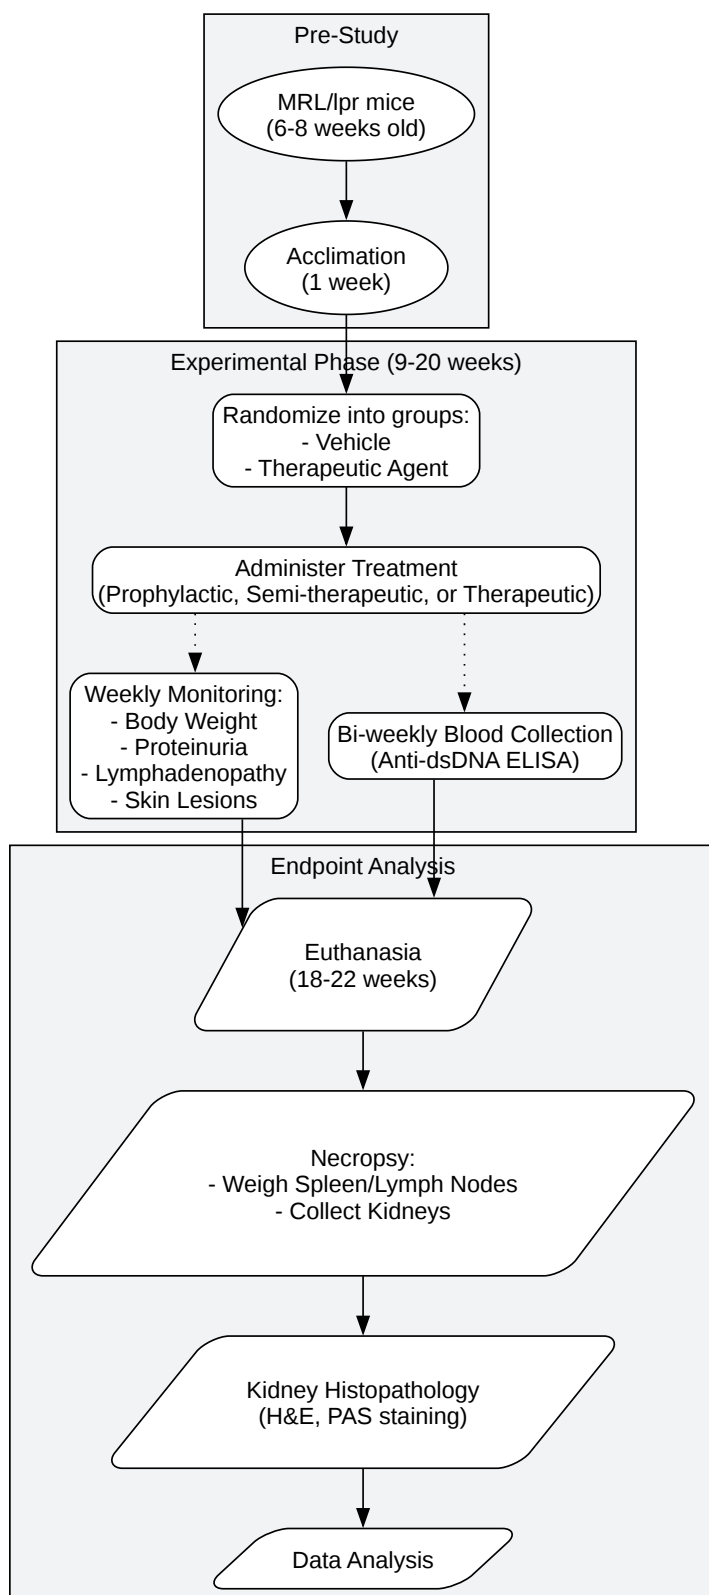 Pre-Study
MRL/lpr mice
(6-8 weeks old)
Acclimation
(1 week)
Experimental Phase (9-20 weeks)
Randomize into groups:
- Vehicle
- Therapeutic Agent
Administer Treatment
(Prophylactic, Semi-therapeutic, or Therapeutic)
Weekly Monitoring:
- Body Weight
- Proteinuria
- Lymphadenopathy
- Skin Lesions
Bi-weekly Blood Collection
(Anti-dsDNA ELISA)
Endpoint Analysis
Euthanasia
(18-22 weeks)
Necropsy:
- Weigh Spleen/Lymph Nodes
- Collect Kidneys
Kidney Histopathology
(H&E, PAS staining)
Data Analysis